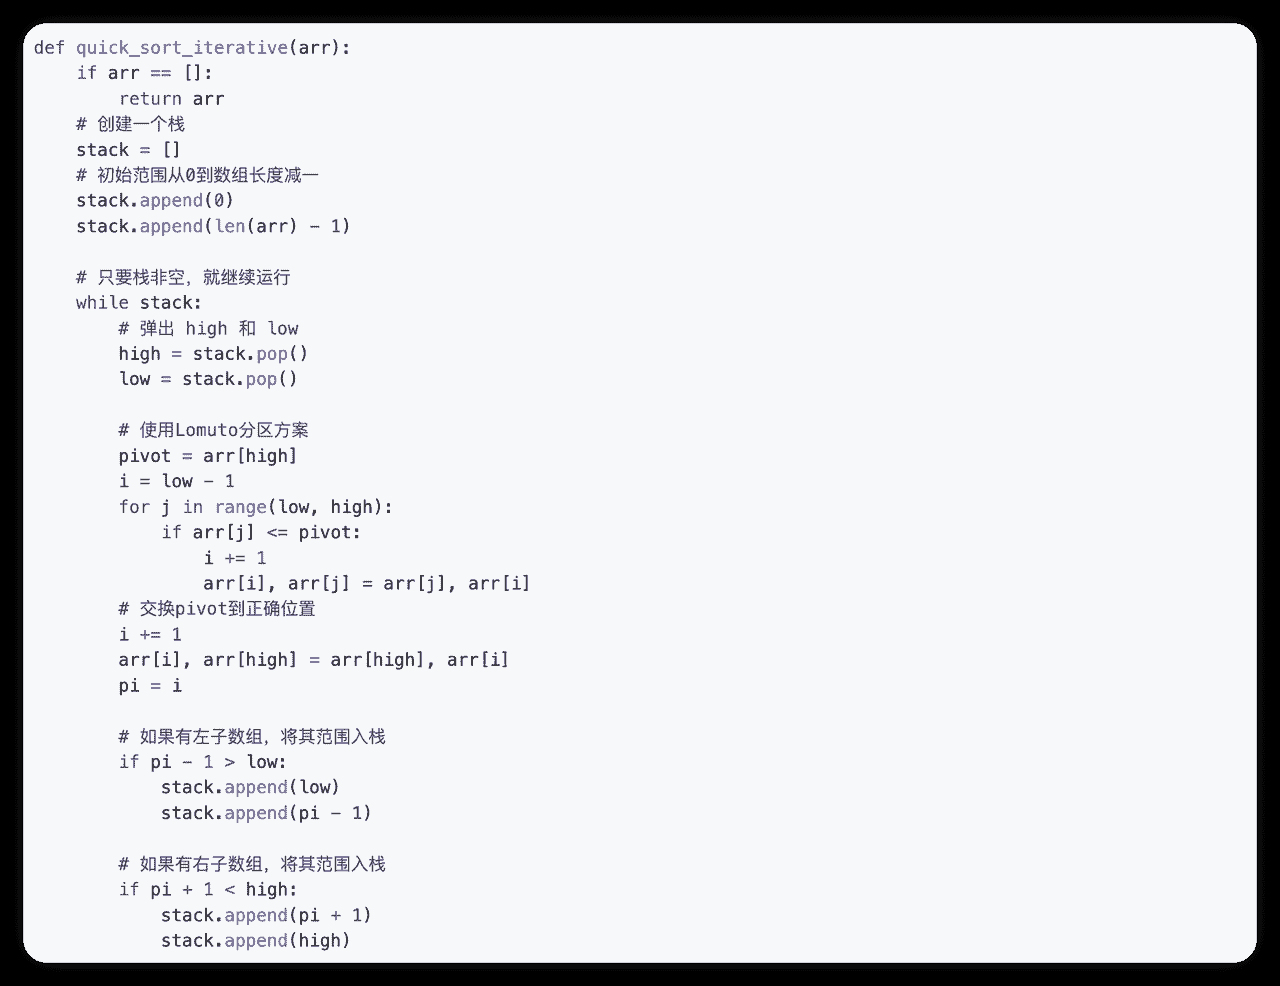 def quick_sort_iterative(arr):
    if arr == []:
        return arr
    # 创建一个栈
    stack = []
    # 初始范围从0到数组长度减一
    stack.append(0)
    stack.append(len(arr) - 1)

    # 只要栈非空，就继续运行
    while stack:
        # 弹出 high 和 low
        high = stack.pop()
        low = stack.pop()

        # 使用Lomuto分区方案
        pivot = arr[high]
        i = low - 1
        for j in range(low, high):
            if arr[j] <= pivot:
                i += 1
                arr[i], arr[j] = arr[j], arr[i]
        # 交换pivot到正确位置
        i += 1
        arr[i], arr[high] = arr[high], arr[i]
        pi = i

        # 如果有左子数组，将其范围入栈
        if pi - 1 > low:
            stack.append(low)
            stack.append(pi - 1)

        # 如果有右子数组，将其范围入栈
        if pi + 1 < high:
            stack.append(pi + 1)
            stack.append(high)